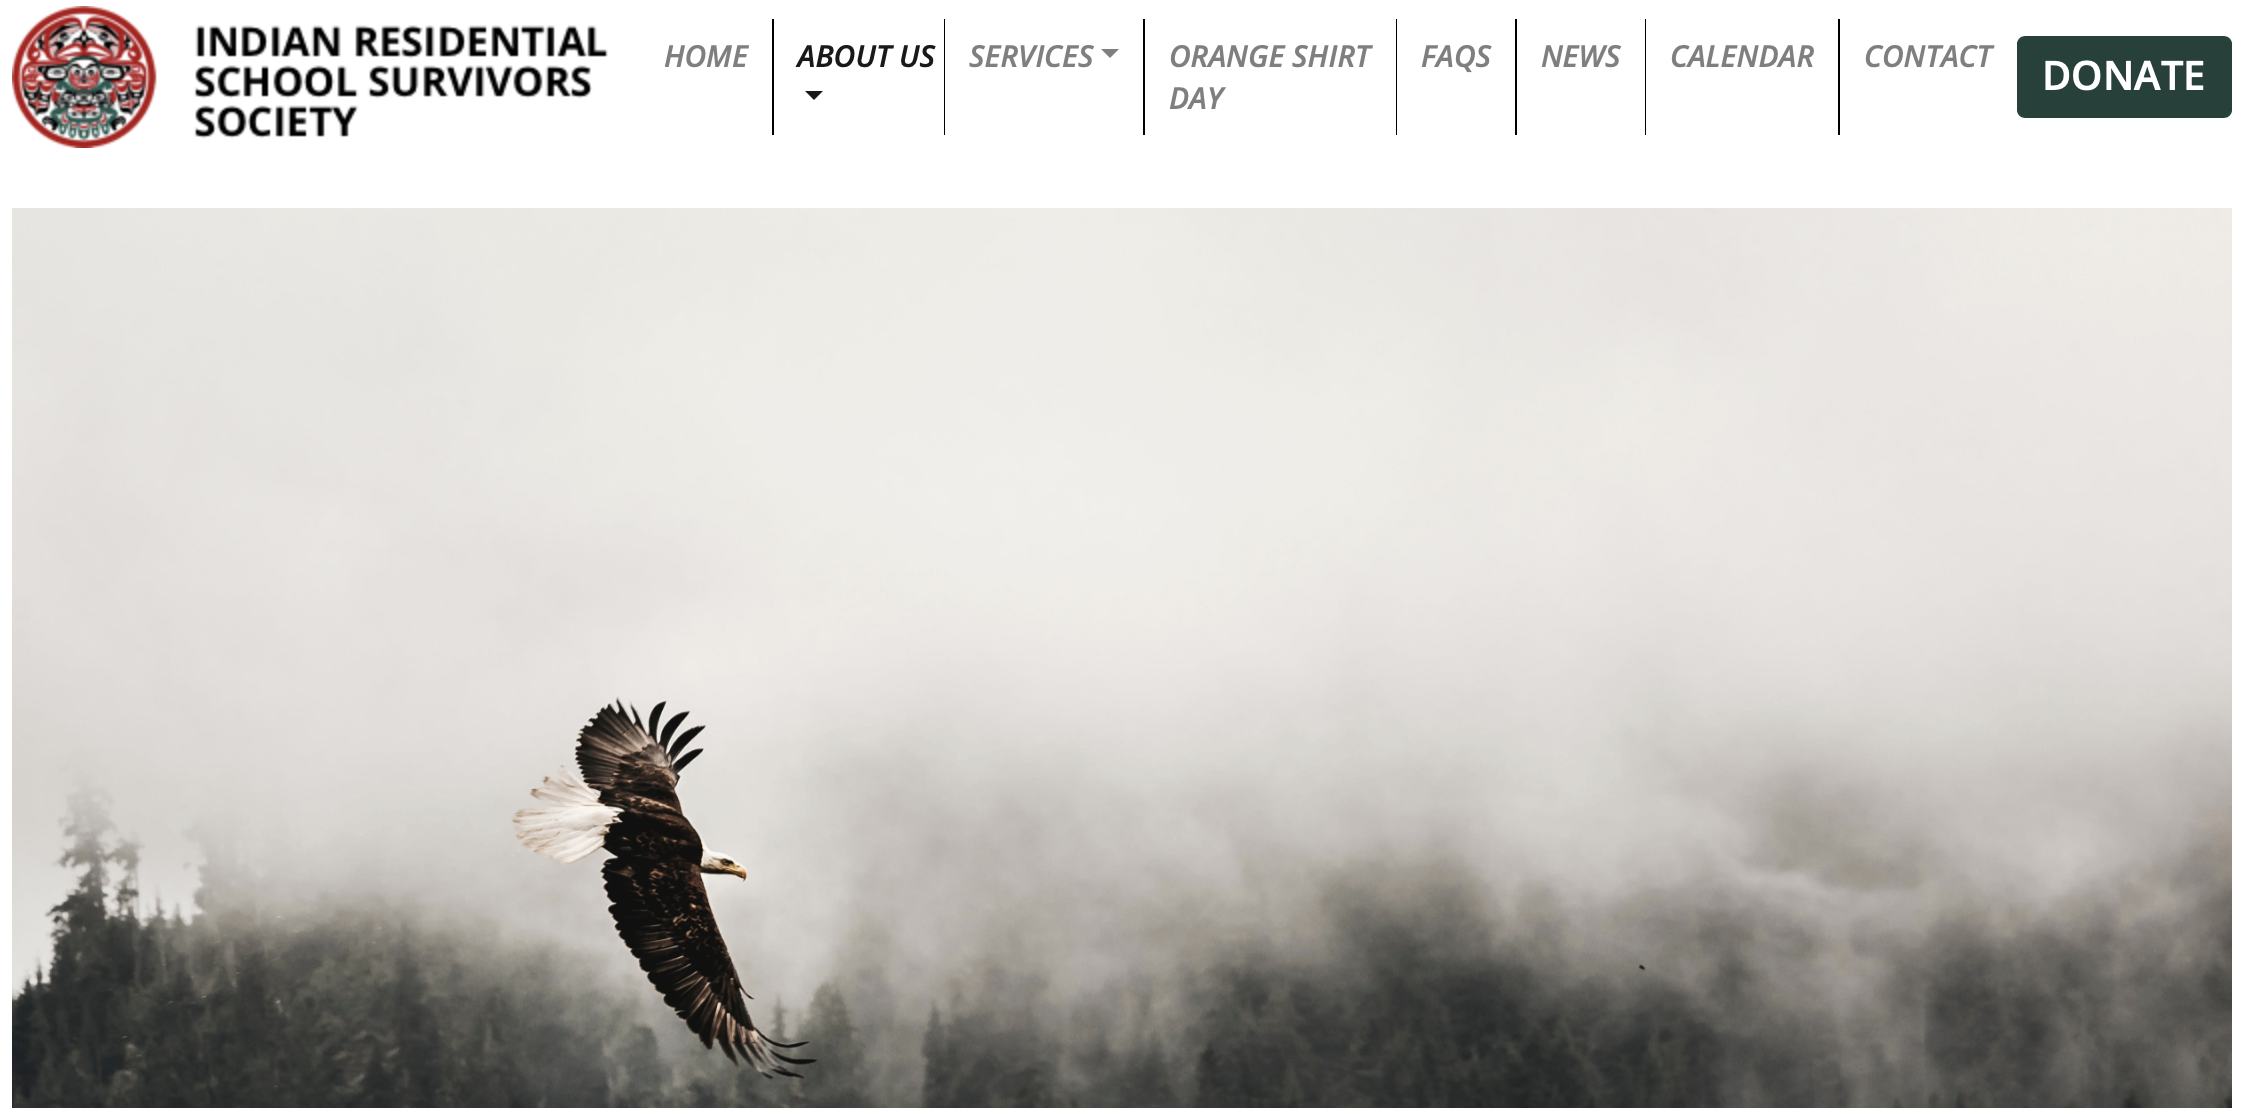 INDIAN RESIDENTIAL
SCHOOL SURVIVORS
SOCIETY
HOME
ABOUT US
SERVICES
ORANGE SHIRT
DAY
FAQS
NEWS
CALENDAR
CONTACT
DONATE